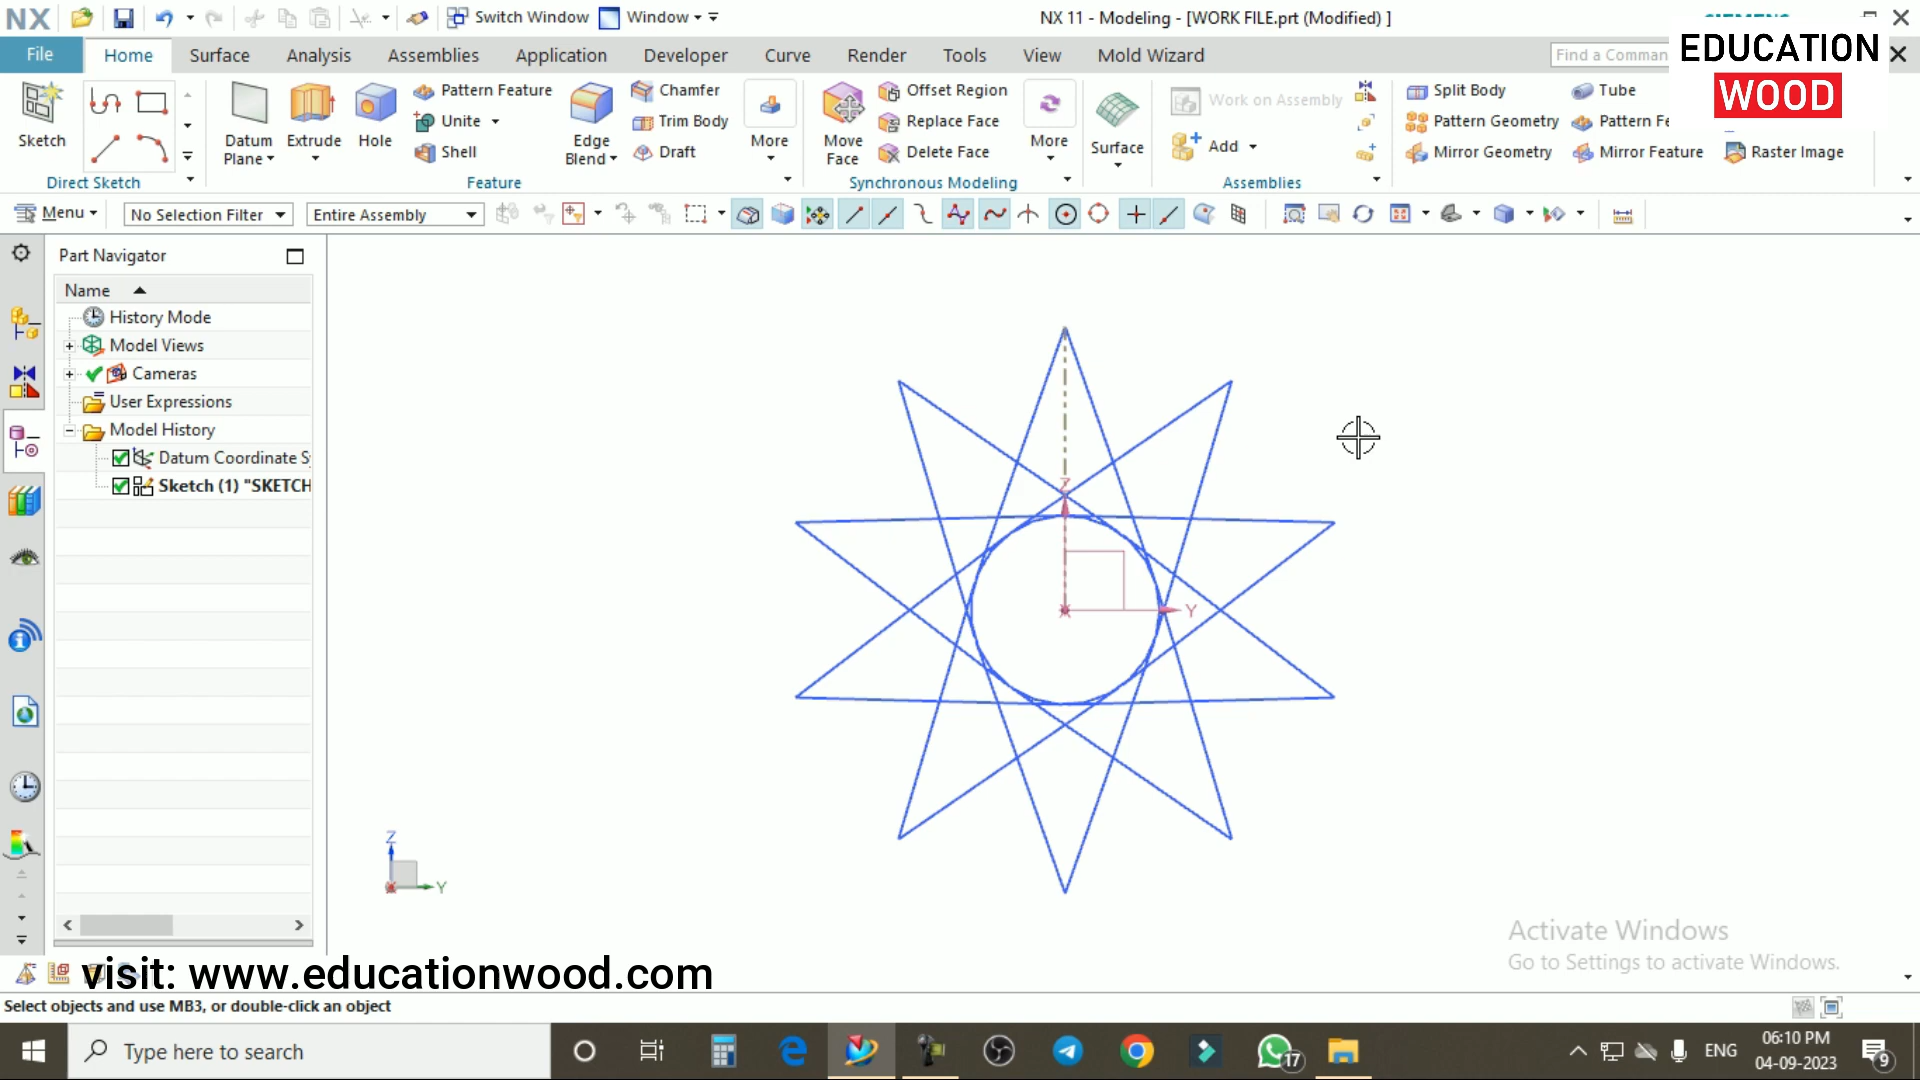 NX
Switch Window
Window
NX 11 - Modeling - [WORK FILE.prt (Modified) ]
EDUCATION
WOOD
File
Home
Surface
Analysis
Assemblies
Application
Developer
Curve
Render
Tools
View
Mold Wizard
Find a Comman
Sketch
Direct Sketch
Datum
Plane
Extrude
Hole
Pattern Feature
Unite
Shell
Edge
Blend
Chamfer
Trim Body
Draft
More
Feature
Move
Face
Offset Region
Replace Face
Delete Face
More
Synchronous Modeling
Surface
Work on Assembly
Add
Assemblies
Split Body
Tube
Pattern Geometry
Pattern Fe
Mirror Geometry
Mirror Feature
Raster Image
Menu
No Selection Filter
Entire Assembly
Part Navigator
Name
History Mode
Model Views
Cameras
User Expressions
Model History
Datum Coordinate S
Sketch (1) "SKETCH
Z
Y
X
Z
Y
Activate Windows
Go to Settings to activate Windows.
visit: www.educationwood.com
Select objects and use MB3, or double-click an object
Type here to search
17
ENG
06:10 PM
04-09-2023
9